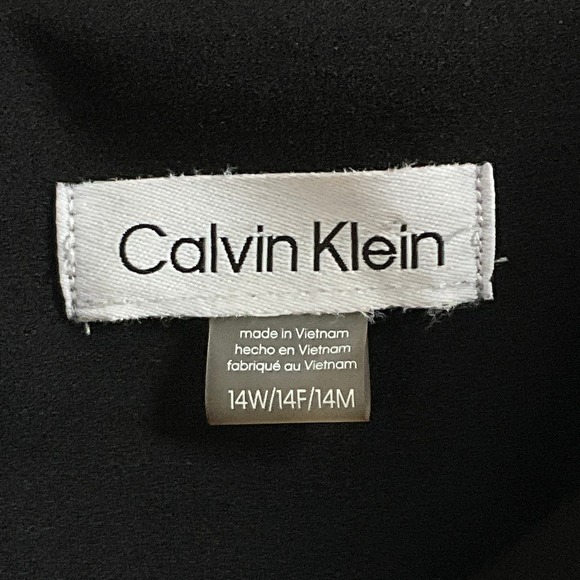 Calvin Klein
made in Vietnam
hecho en Vietnam
fabriqué au Vietnam
14W/14F/14M